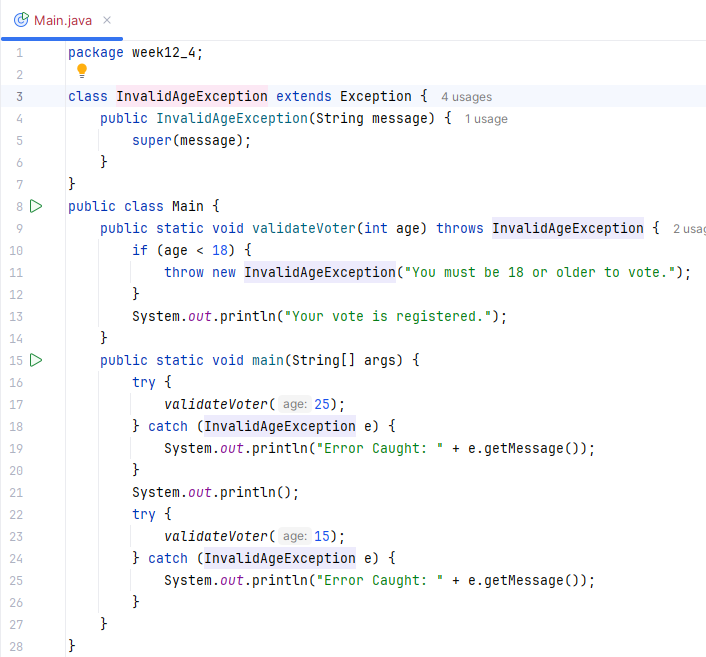 Main.java ×
1 package week12_4;
2
3 class InvalidAgeException extends Exception { 4 usages
4     public InvalidAgeException(String message) { 1 usage
5         super(message);
6     }
7 }
8 public class Main {
9     public static void validateVoter(int age) throws InvalidAgeException { 2 usag
10         if (age < 18) {
11             throw new InvalidAgeException("You must be 18 or older to vote.");
12         }
13         System.out.println("Your vote is registered.");
14     }
15     public static void main(String[] args) {
16         try {
17             validateVoter( age: 25);
18         } catch (InvalidAgeException e) {
19             System.out.println("Error Caught: " + e.getMessage());
20         }
21         System.out.println();
22         try {
23             validateVoter( age: 15);
24         } catch (InvalidAgeException e) {
25             System.out.println("Error Caught: " + e.getMessage());
26         }
27     }
28 }